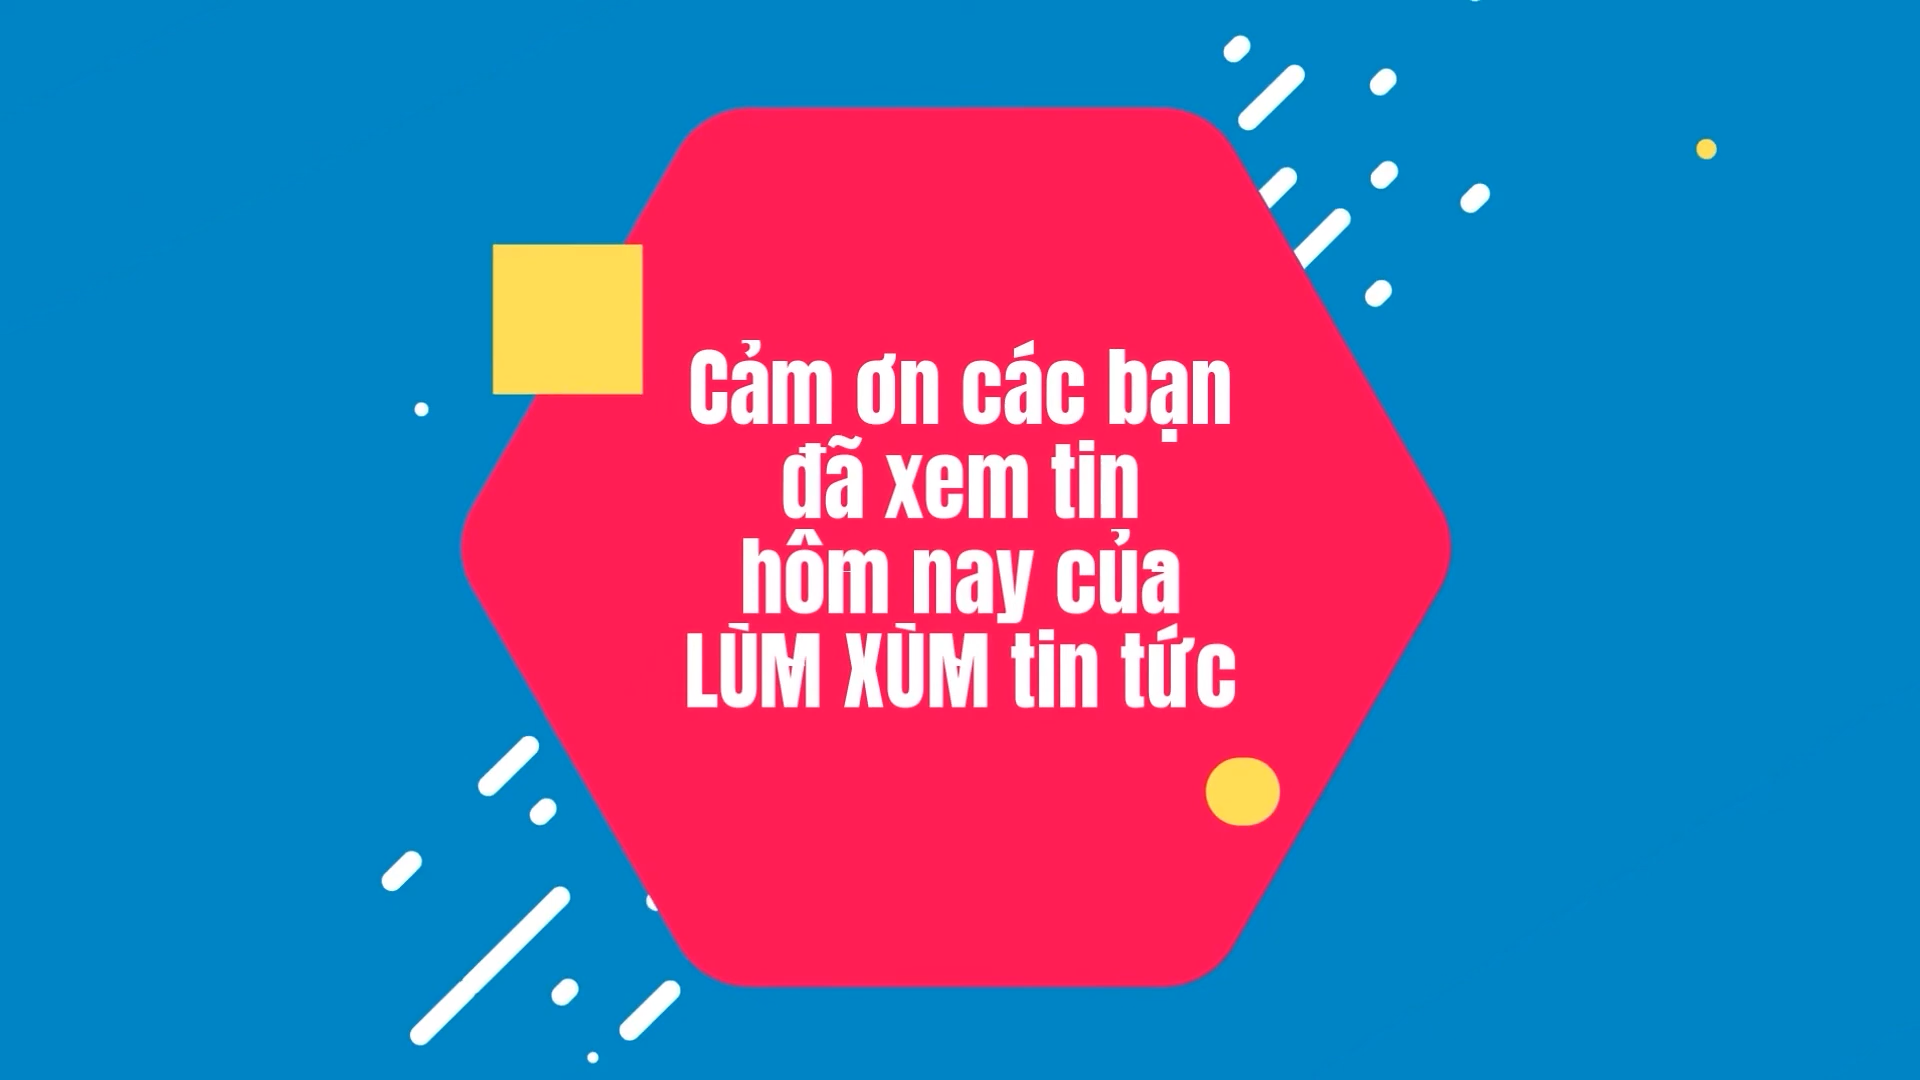 Cảm ơn các bạn
đã xem tin
hôm nay của
LÙM XÙM tin tức